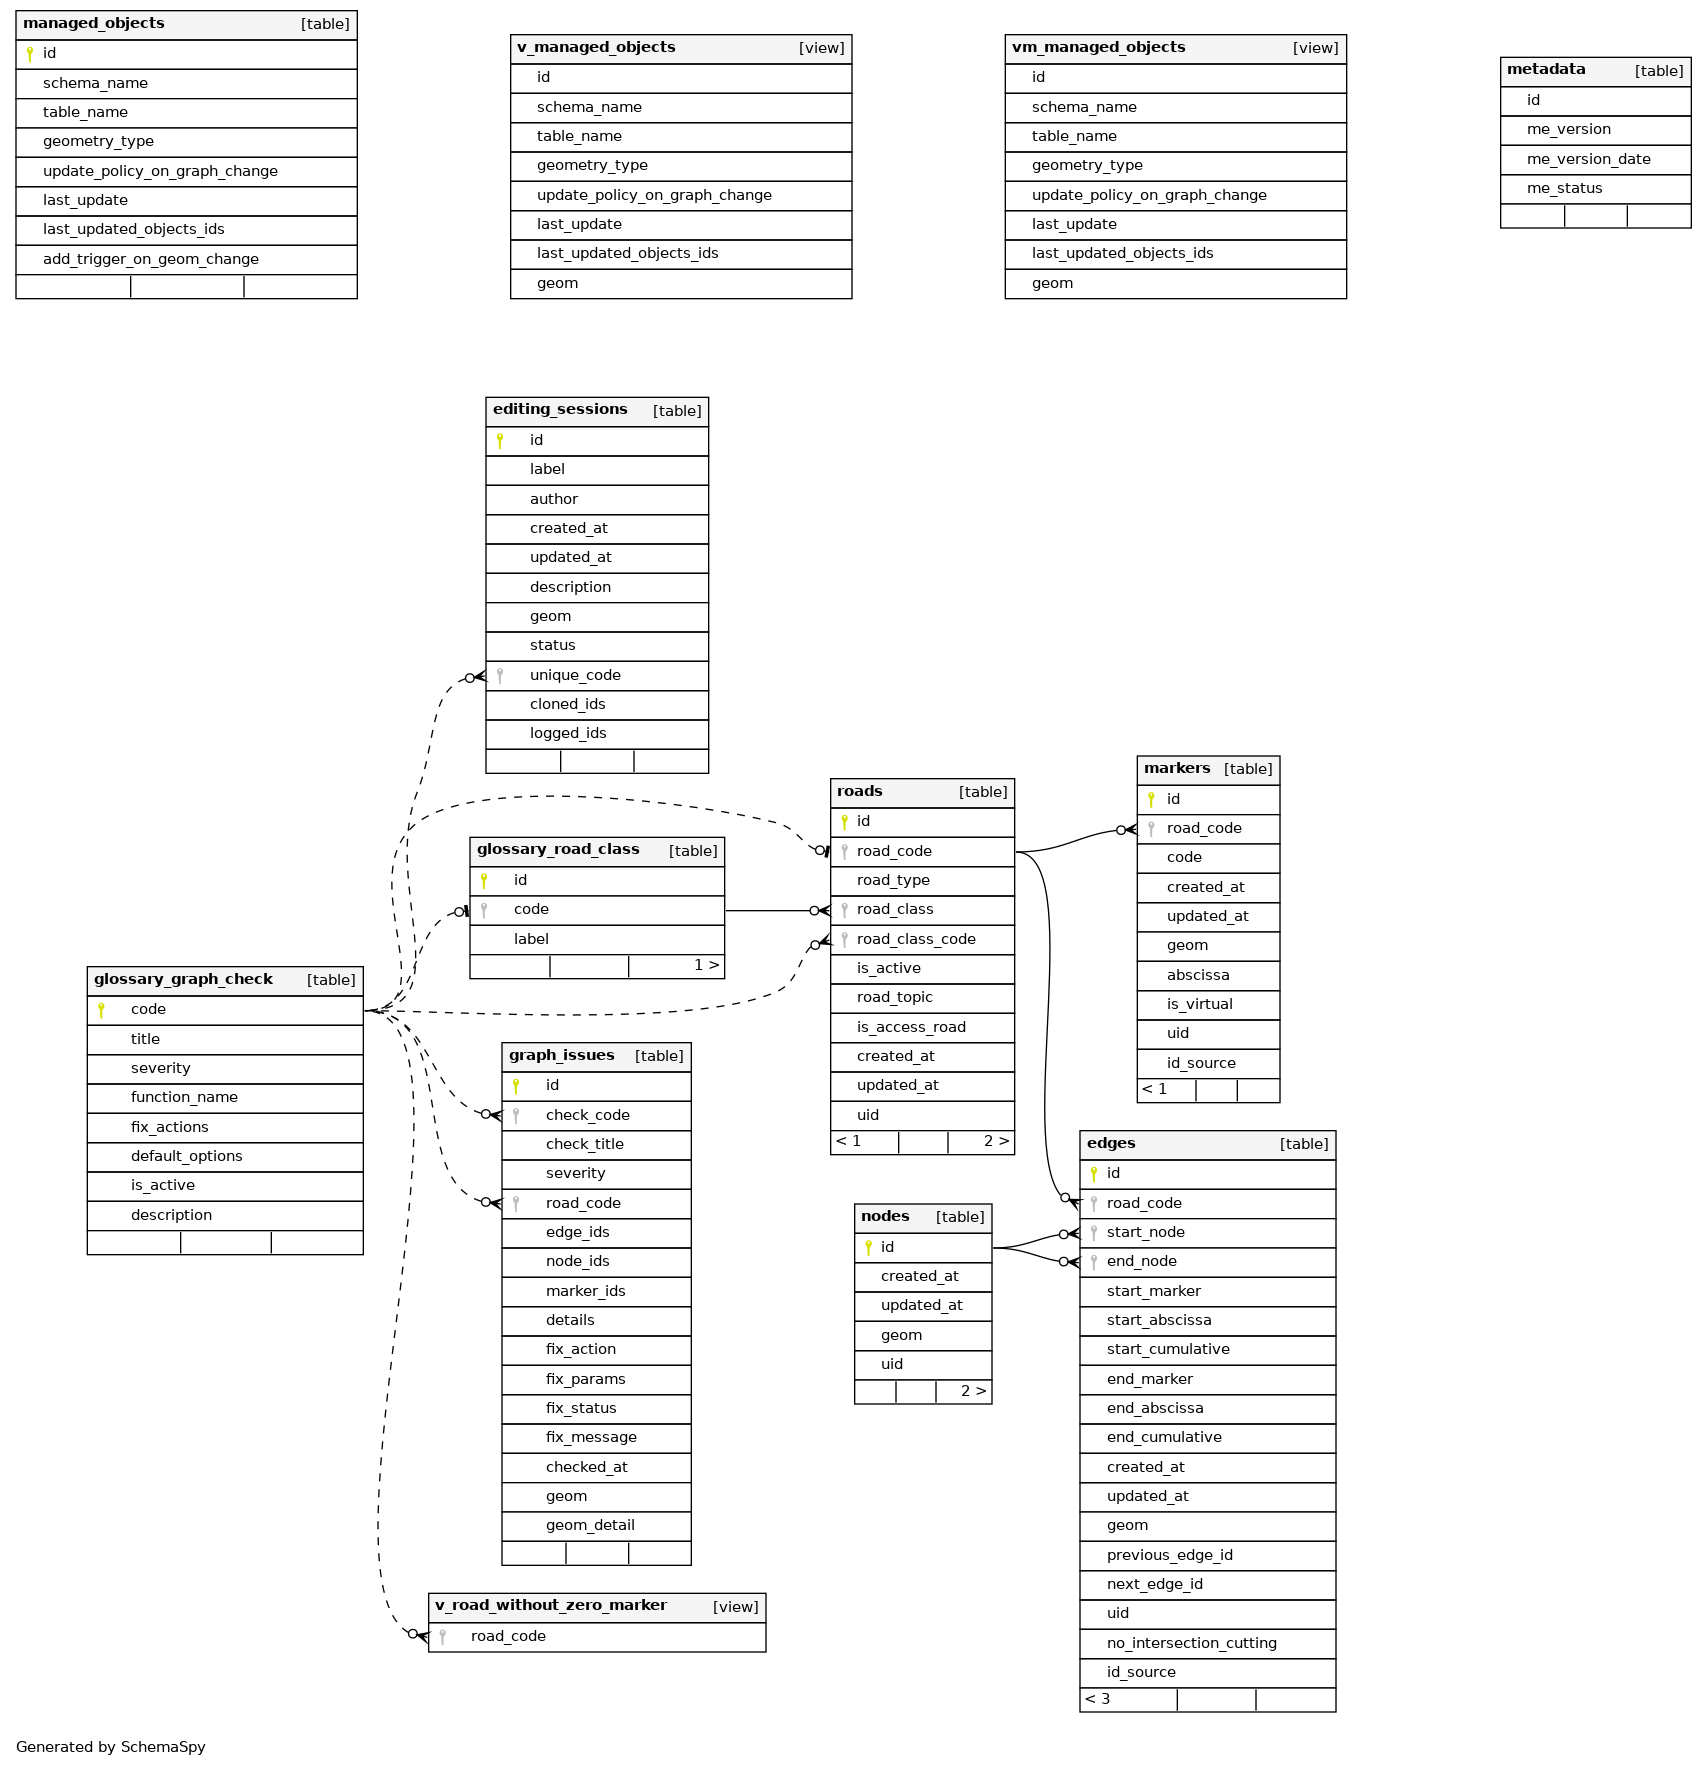 managed_objects [table]
id
schema_name
table_name
geometry_type
update_policy_on_graph_change
last_update
last_updated_objects_ids
add_trigger_on_geom_change
v_managed_objects [view]
id
schema_name
table_name
geometry_type
update_policy_on_graph_change
last_update
last_updated_objects_ids
geom
vm_managed_objects [view]
id
schema_name
table_name
geometry_type
update_policy_on_graph_change
last_update
last_updated_objects_ids
geom
metadata [table]
id
me_version
me_version_date
me_status
editing_sessions [table]
id
label
author
created_at
updated_at
description
geom
status
unique_code
cloned_ids
logged_ids
glossary_road_class [table]
id
code
label
1 >
roads [table]
id
road_code
road_type
road_class
road_class_code
is_active
road_topic
is_access_road
created_at
updated_at
uid
< 1 2 >
markers [table]
id
road_code
code
created_at
updated_at
geom
abscissa
is_virtual
uid
id_source
< 1
glossary_graph_check [table]
code
title
severity
function_name
fix_actions
default_options
is_active
description
graph_issues [table]
id
check_code
check_title
severity
road_code
edge_ids
node_ids
marker_ids
details
fix_action
fix_params
fix_status
fix_message
checked_at
geom
geom_detail
nodes [table]
id
created_at
updated_at
geom
uid
2 >
edges [table]
id
road_code
start_node
end_node
start_marker
start_abscissa
start_cumulative
end_marker
end_abscissa
end_cumulative
created_at
updated_at
geom
previous_edge_id
next_edge_id
uid
no_intersection_cutting
id_source
< 3
v_road_without_zero_marker [view]
road_code
Generated by SchemaSpy